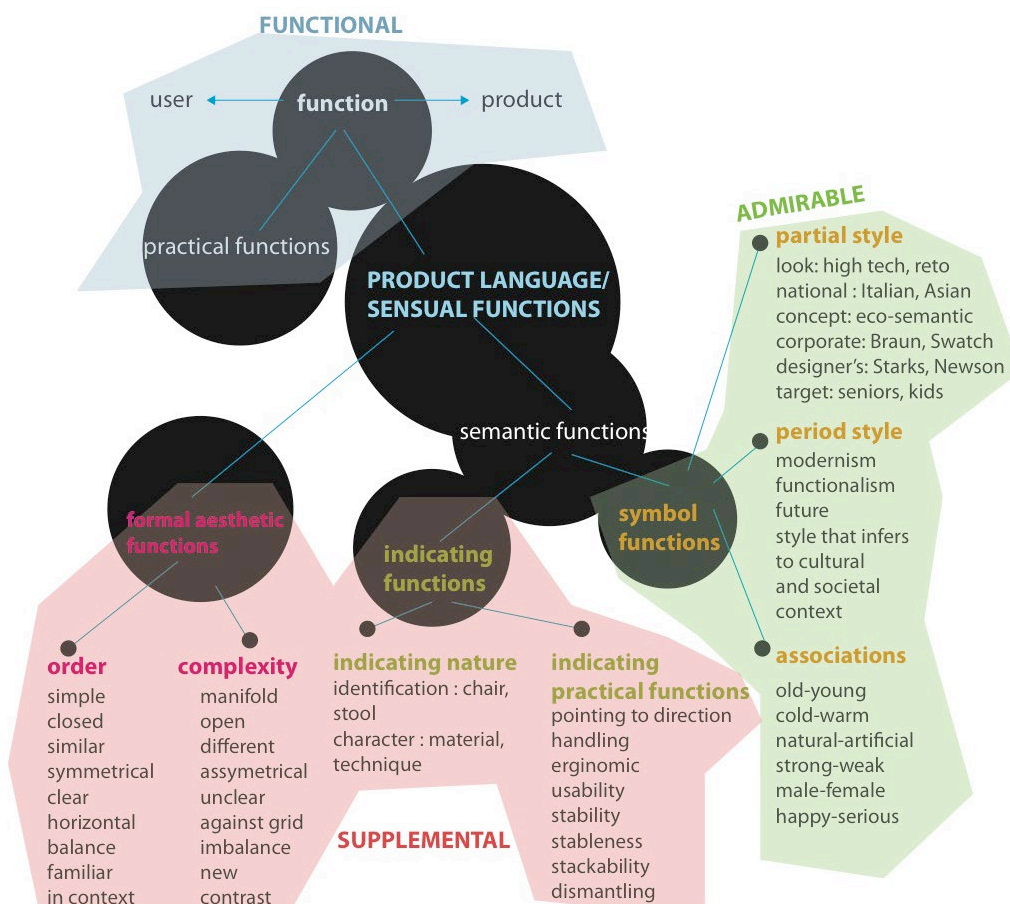 FUNCTIONAL
user
function
product
practical functions
PRODUCT LANGUAGE/
SENSUAL FUNCTIONS
semantic functions
formal aesthetic
functions
order
simple
closed
similar
symmetrical
clear
horizontal
balance
familiar
in context
complexity
manifold
open
different
assymetrical
unclear
against grid
imbalance
new
contrast
indicating
functions
indicating nature
identification : chair,
stool
character : material,
technique
indicating
practical functions
pointing to direction
handling
erginomic
usability
stability
stableness
stackability
dismantling
SUPPLEMENTAL
symbol
functions
ADMIRABLE
partial style
look: high tech, reto
national : Italian, Asian
concept: eco-semantic
corporate: Braun, Swatch
designer’s: Starks, Newson
target: seniors, kids
period style
modernism
functionalism
future
style that infers
to cultural
and societal
context
associations
old-young
cold-warm
natural-artificial
strong-weak
male-female
happy-serious